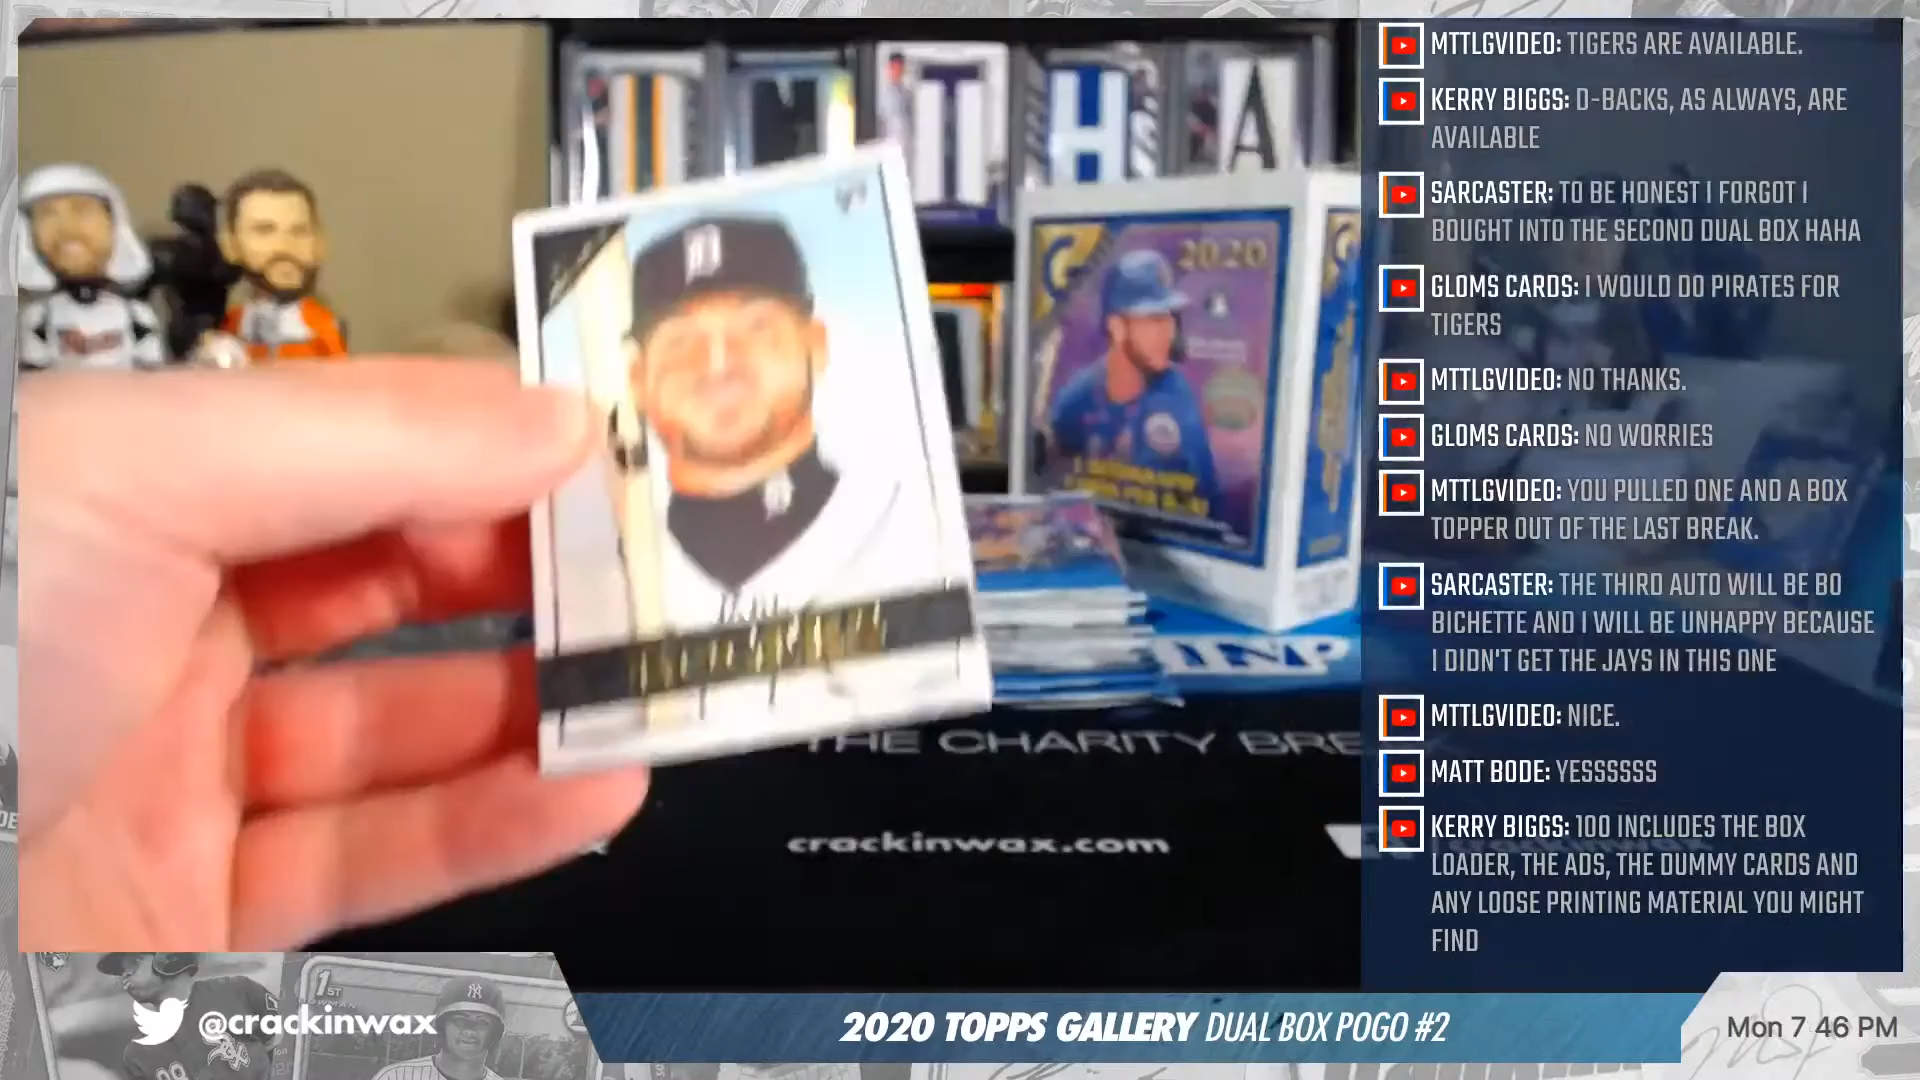 THA
2020
THE CHARITY BRE
crackinwax.com
MTTLGVIDEO: TIGERS ARE AVAILABLE.
KERRY BIGGS: D-BACKS, AS ALWAYS, ARE
AVAILABLE
SARCASTER: TO BE HONEST I FORGOT I
BOUGHT INTO THE SECOND DUAL BOX HAHA
GLOMS CARDS: I WOULD DO PIRATES FOR
TIGERS
MTTLGVIDEO: NO THANKS.
GLOMS CARDS: NO WORRIES
MTTLGVIDEO: YOU PULLED ONE AND A BOX
TOPPER OUT OF THE LAST BREAK.
SARCASTER: THE THIRD AUTO WILL BE BO
BICHETTE AND I WILL BE UNHAPPY BECAUSE
I DIDN'T GET THE JAYS IN THIS ONE
MTTLGVIDEO: NICE.
MATT BODE: YESSSSSS
KERRY BIGGS: 100 INCLUDES THE BOX
LOADER, THE ADS, THE DUMMY CARDS AND
ANY LOOSE PRINTING MATERIAL YOU MIGHT
FIND
1ST
@crackinwax
2020 TOPPS GALLERY DUAL BOX POGO #2
Mon 7 46 PM